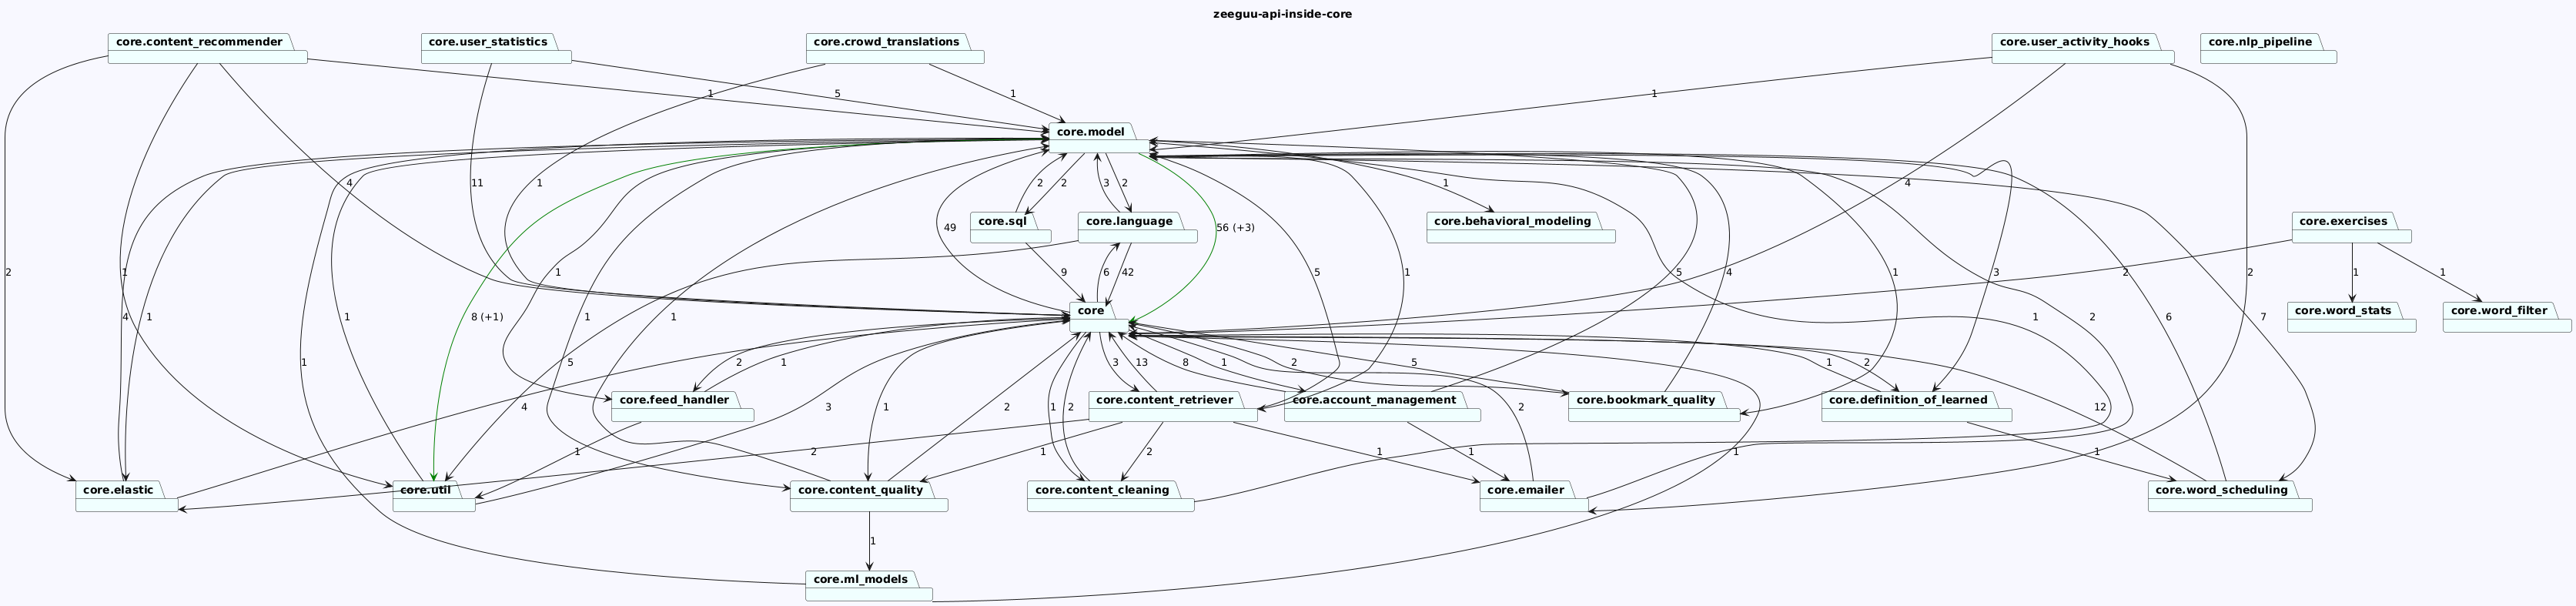 zeeguu-api-inside-core
core.content_recommender
core.user_statistics
core.crowd_translations
core.user_activity_hooks
core.nlp_pipeline
1
5
1
1
core.model
11
4
1
3
2
2
2
1
4
49
56 (+3)
core.sql
core.language
core.behavioral_modeling
core.exercises
1
8 (+1)
1
5
1
5
4
1
3
2
2
1
1
2
1
9
6
42
core
core.word_stats
core.word_filter
4
1
1
1
1
1
2
6
7
1
5
2
1
3
13
8
1
2
5
1
2
core.feed_handler
core.content_retriever
core.account_management
core.bookmark_quality
core.definition_of_learned
4
3
1
2
1
2
2
12
1
2
1
2
1
1
1
1
core.elastic
core.util
core.content_quality
core.content_cleaning
core.emailer
core.word_scheduling
1
core.ml_models